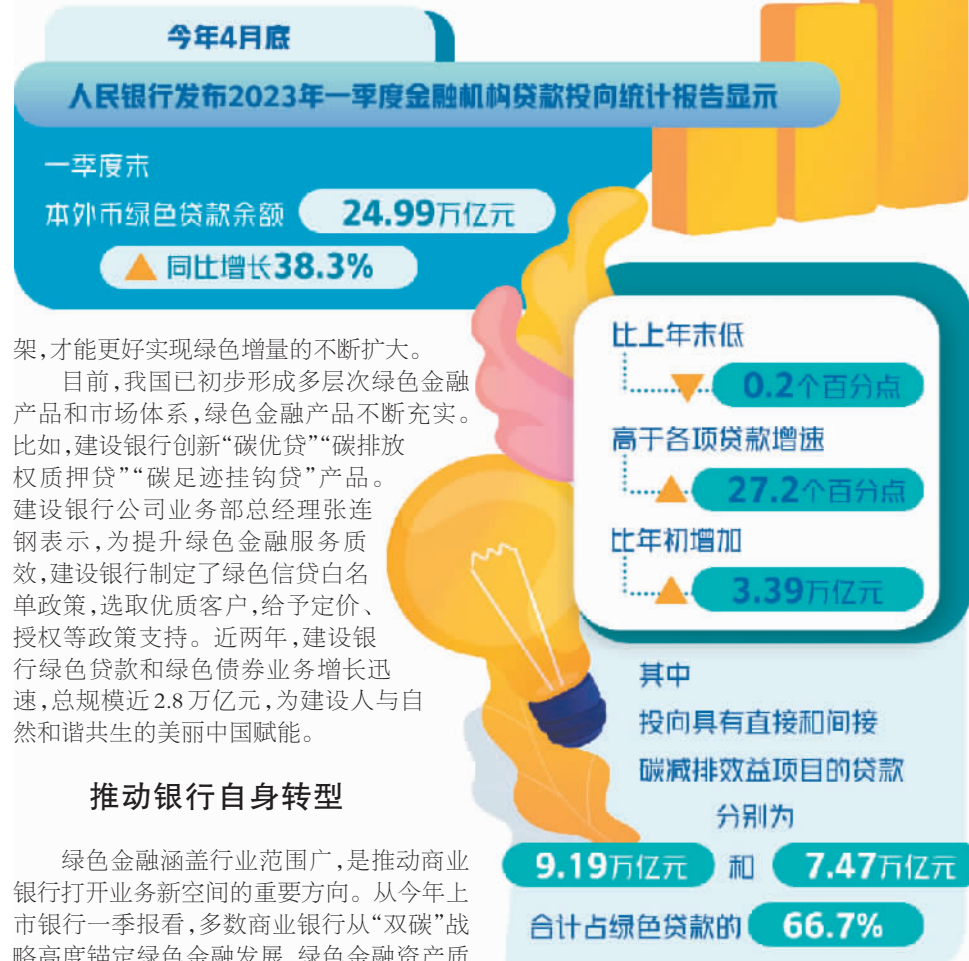 今年4月底
人民银行发布2023年一季度金融机构贷款投向统计报告显示
一季度末
本外币绿色贷款余额 24.99万亿元
同比增长38.3%
比上年末低
0.2个百分点
高于各项贷款增速
27.2个百分点
比年初增加
3.39万亿元
其中
投向具有直接和间接
碳减排效益项目的贷款
分别为
9.19万亿元 和 7.47万亿元
合计占绿色贷款的 66.7%
架,才能更好实现绿色增量的不断扩大。
目前,我国已初步形成多层次绿色金融
产品和市场体系,绿色金融产品不断充实。
比如,建设银行创新“碳优贷”“碳排放
权质押贷”“碳足迹挂钩贷”产品。
建设银行公司业务部总经理张连
钢表示,为提升绿色金融服务质
效,建设银行制定了绿色信贷白名
单政策,选取优质客户,给予定价、
授权等政策支持。近两年,建设银
行绿色贷款和绿色债券业务增长迅
速,总规模近2.8万亿元,为建设人与自
然和谐共生的美丽中国赋能。
推动银行自身转型
绿色金融涵盖行业范围广,是推动商业
银行打开业务新空间的重要方向。从今年上
市银行一季报看,多数商业银行从“双碳”战
略高度锚定绿色金融发展,绿色金融资产质